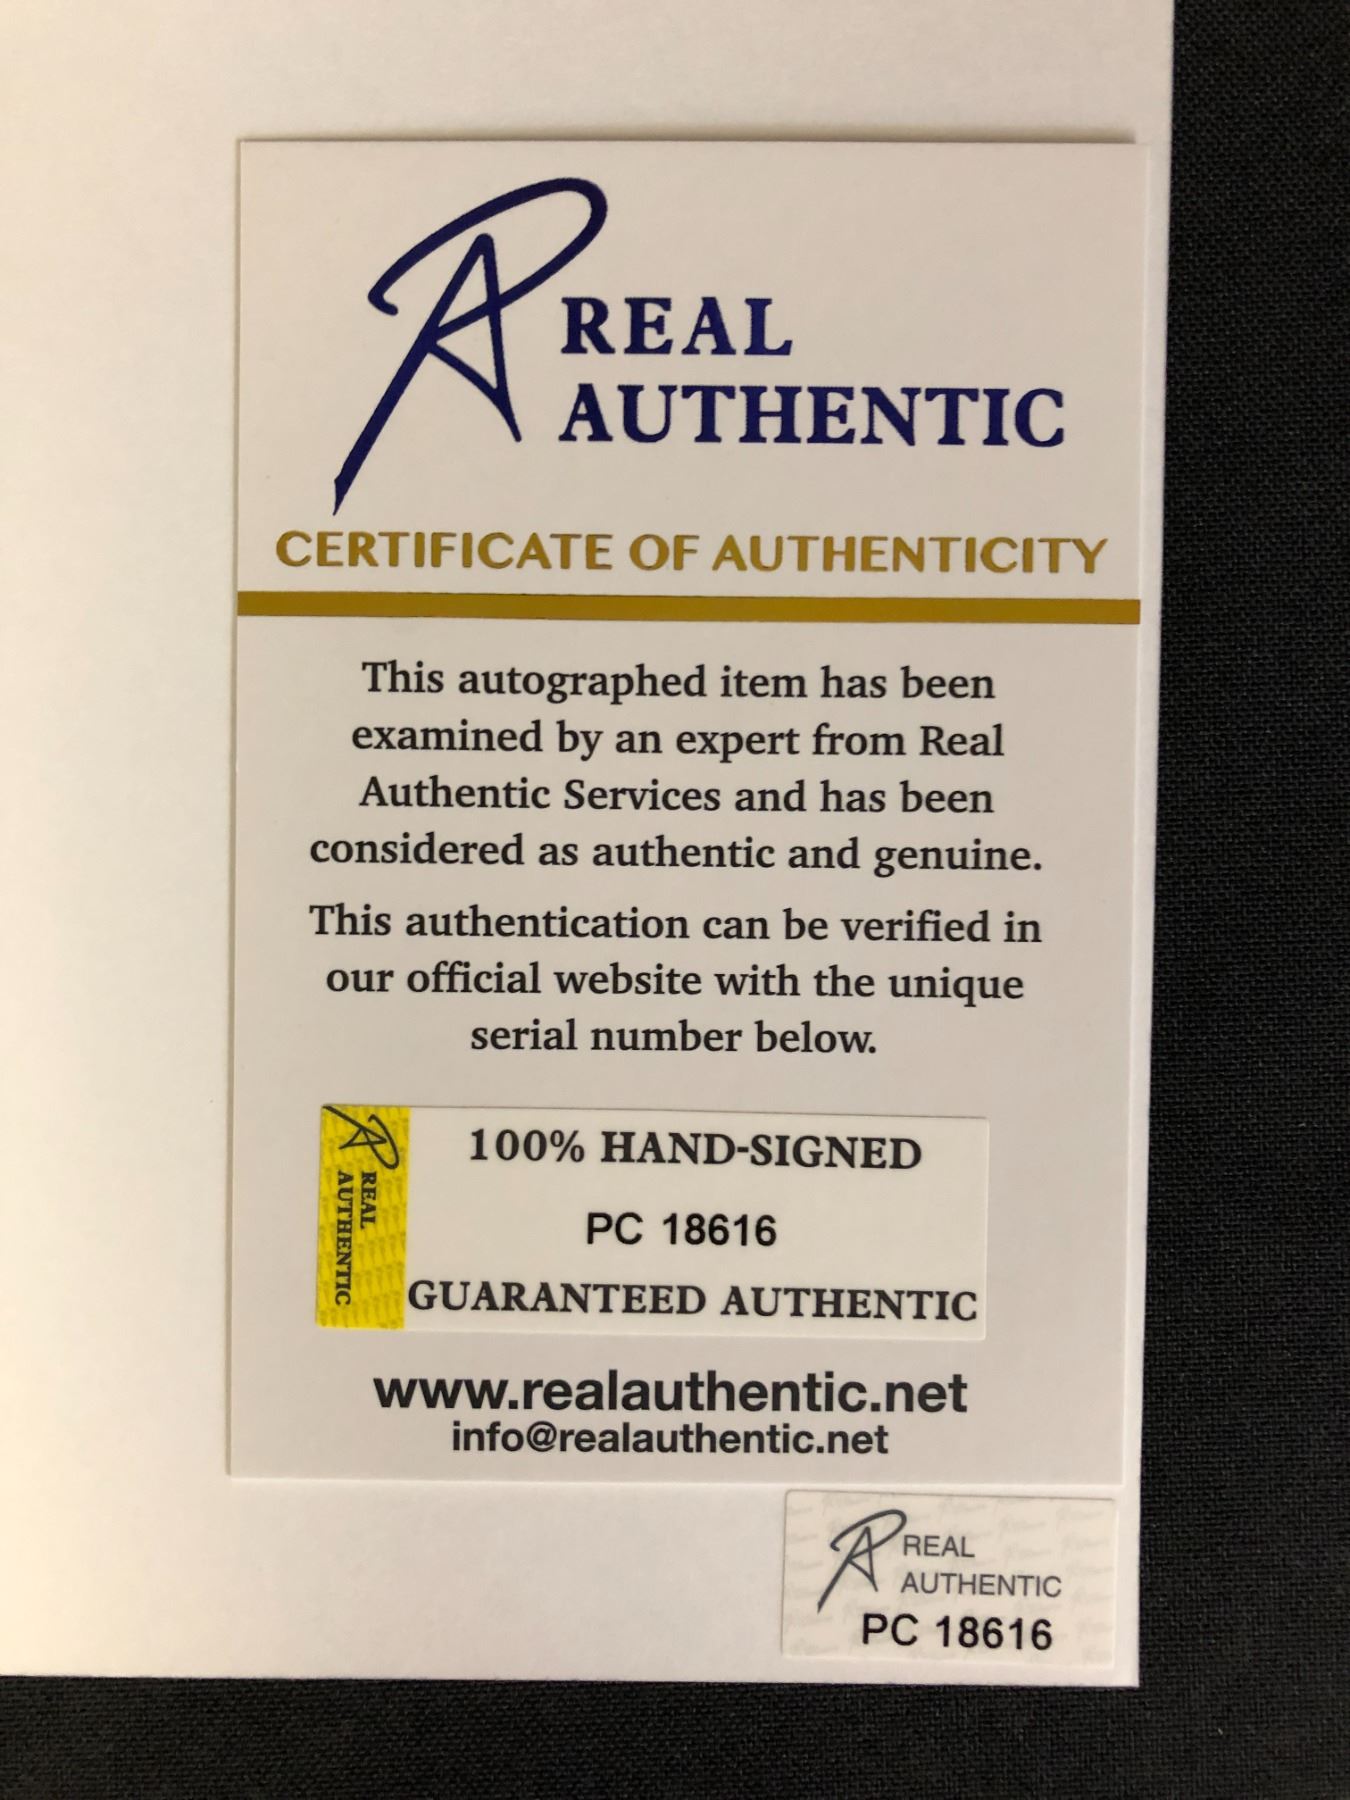 REAL
AUTHENTIC
CERTIFICATE OF AUTHENTICITY
This autographed item has been
examined by an expert from Real
Authentic Services and has been
considered as authentic and genuine.
This authentication can be verified in
our official website with the unique
serial number below.
REAL
AUTHENTIC
100% HAND-SIGNED
PC 18616
GUARANTEED AUTHENTIC
www.realauthentic.net
info@realauthentic.net
REAL
AUTHENTIC
PC 18616